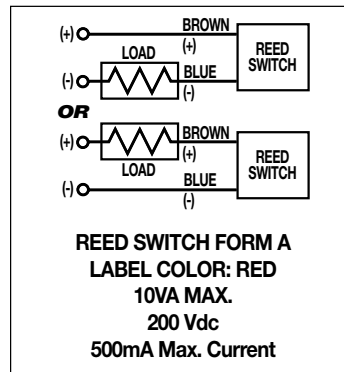 (+) BROWN
(+)
LOAD
REED
SWITCH
(-) BLUE
(-)
OR
(+) BROWN
(+)
LOAD
REED
SWITCH
(-) BLUE
(-)
REED SWITCH FORM A
LABEL COLOR: RED
10VA MAX.
200 Vdc
500mA Max. Current